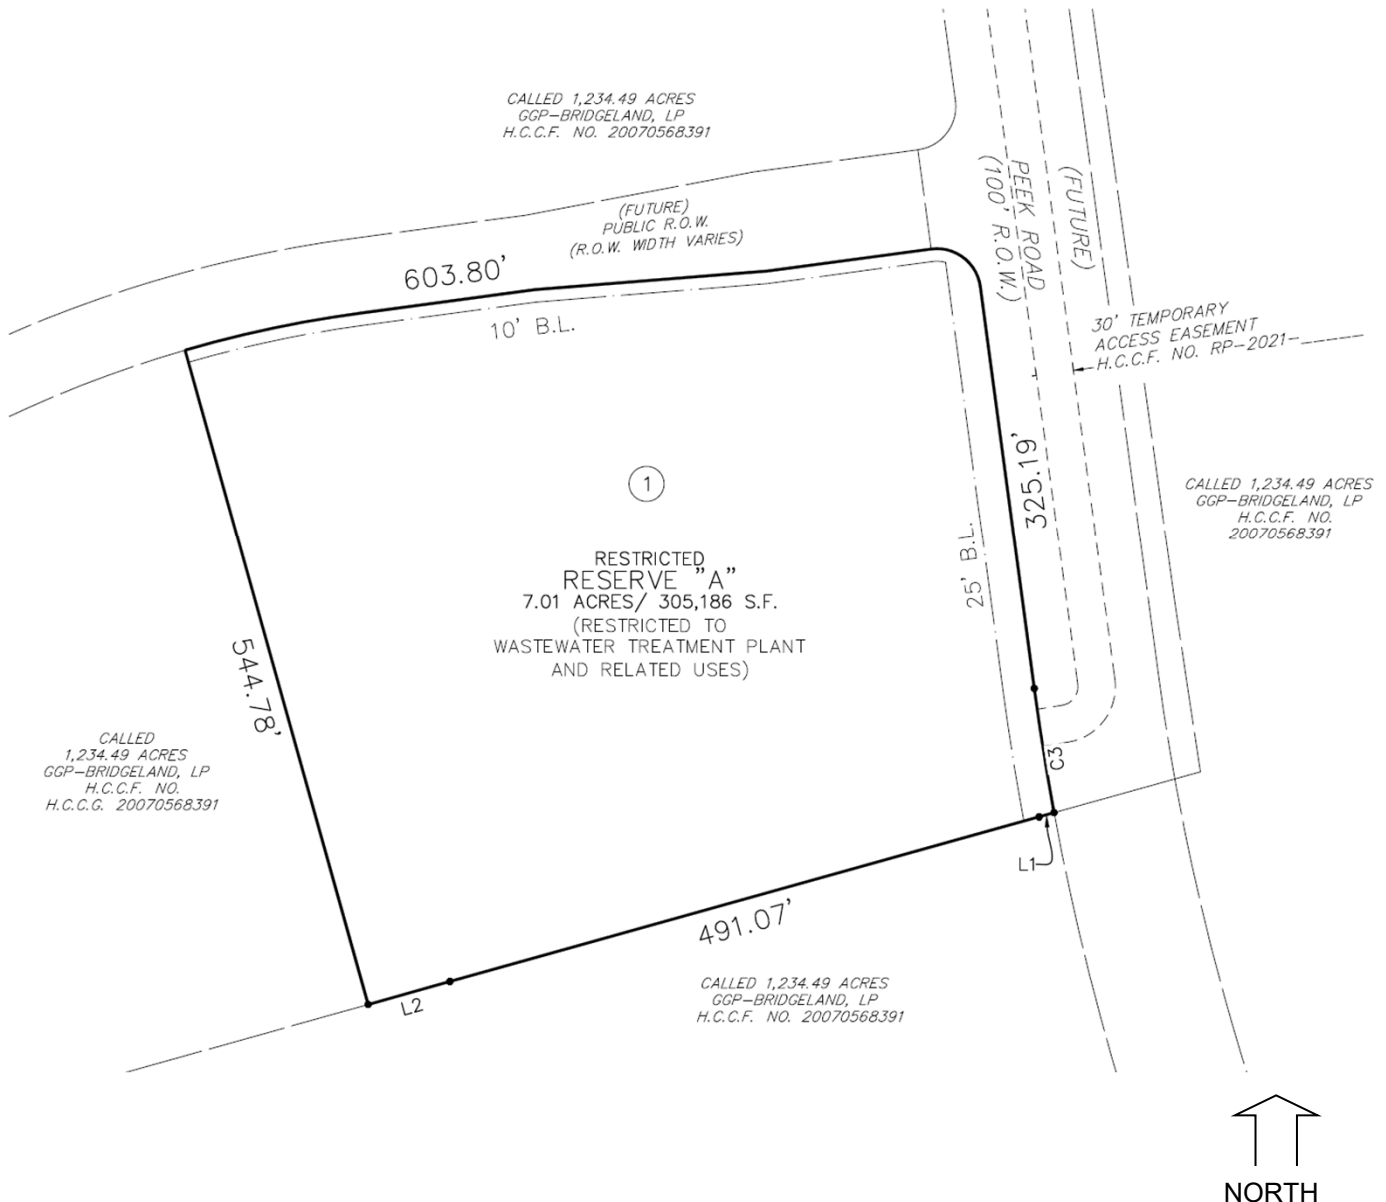 CALLED 1,234.49 ACRES
GGP-BRIDGELAND, LP
H.C.C.F. NO. 20070568391
(FUTURE)
PUBLIC R.O.W.
(R.O.W. WIDTH VARIES)
603.80'
10' B.L.
PEEK ROAD
(100' R.O.W.)
(FUTURE)
30' TEMPORARY
ACCESS EASEMENT
H.C.C.F. NO. RP-2021-______
325.19'
25' B.L.
CALLED 1,234.49 ACRES
GGP-BRIDGELAND, LP
H.C.C.F. NO.
20070568391
1
RESTRICTED
RESERVE "A"
7.01 ACRES/ 305,186 S.F.
(RESTRICTED TO
WASTEWATER TREATMENT PLANT
AND RELATED USES)
544.78'
CALLED
1,234.49 ACRES
GGP-BRIDGELAND, LP
H.C.C.F. NO.
H.C.C.G. 20070568391
C3
L1
491.07'
L2
CALLED 1,234.49 ACRES
GGP-BRIDGELAND, LP
H.C.C.F. NO. 20070568391
NORTH